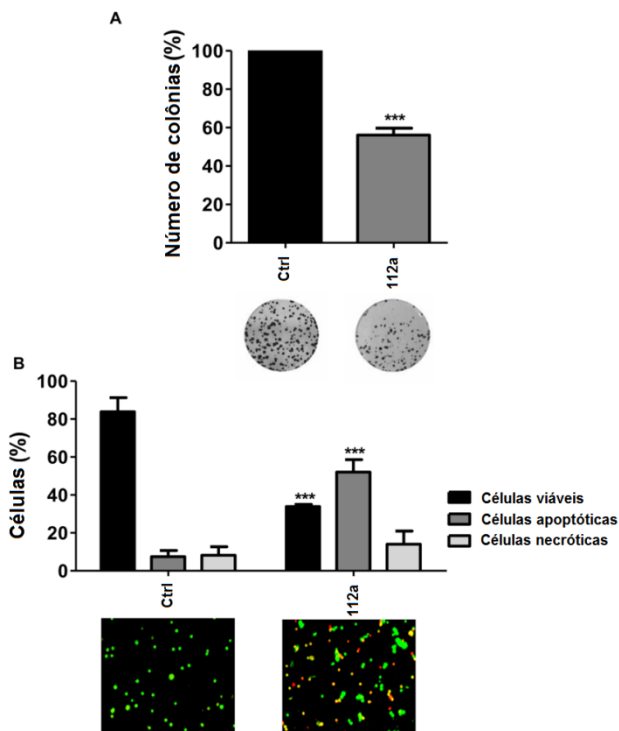 A
Número de colônias (%)
100
80
60
40
20
0
***
Ctrl
112a
B
Células (%)
100
80
60
40
20
0
***
***
Ctrl
112a
Células viáveis
Células apoptóticas
Células necróticas